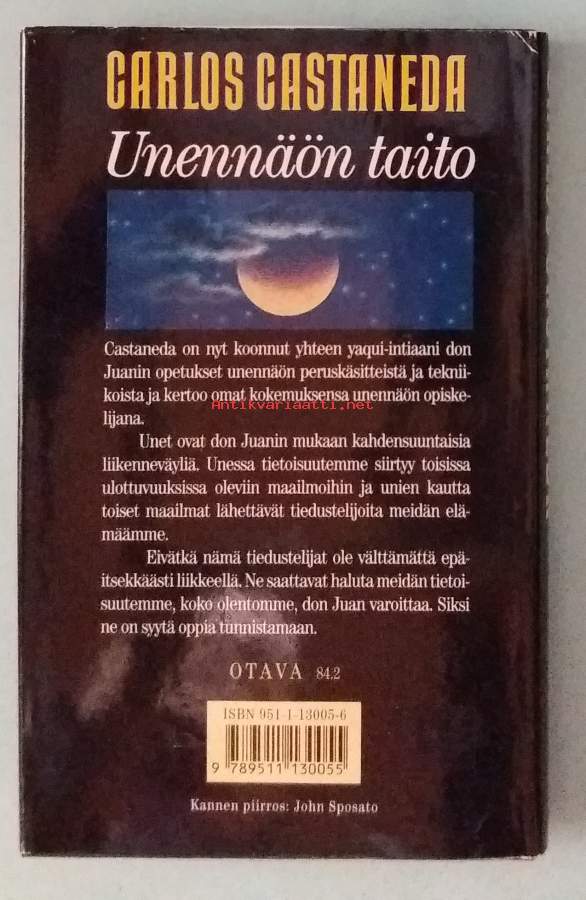 CARLOS CASTANEDA
Unennäön taito
Castaneda on nyt koonnut yhteen yaqui-intiaani don
Juanin opetukset unennäön peruskäsitteistä ja teknii-
koista ja kertoo omat kokemuksensa unennäön opiske-
Antikvariaatti.net
lijana.
Unet ovat don Juanin mukaan kahdensuuntaisia
liikenneväyliä. Unessa tietoisuutemme siirtyy toisissa
ulottuvuuksissa oleviin maailmoihin ja unien kautta
toiset maailmat lähettävät tiedustelijoita meidän elä-
määmme.
Eivätkä nämä tiedustelijat ole välttämättä epä-
itsekkäästi liikkeellä. Ne saattavat haluta meidän tietoi-
suutemme, koko olentomme, don Juan varoittaa. Siksi
ne on syytä oppia tunnistamaan.
OTAVA 84.2
ISBN 951-1-13005-6
9 789511 130055
Kannen piirros: John Sposato